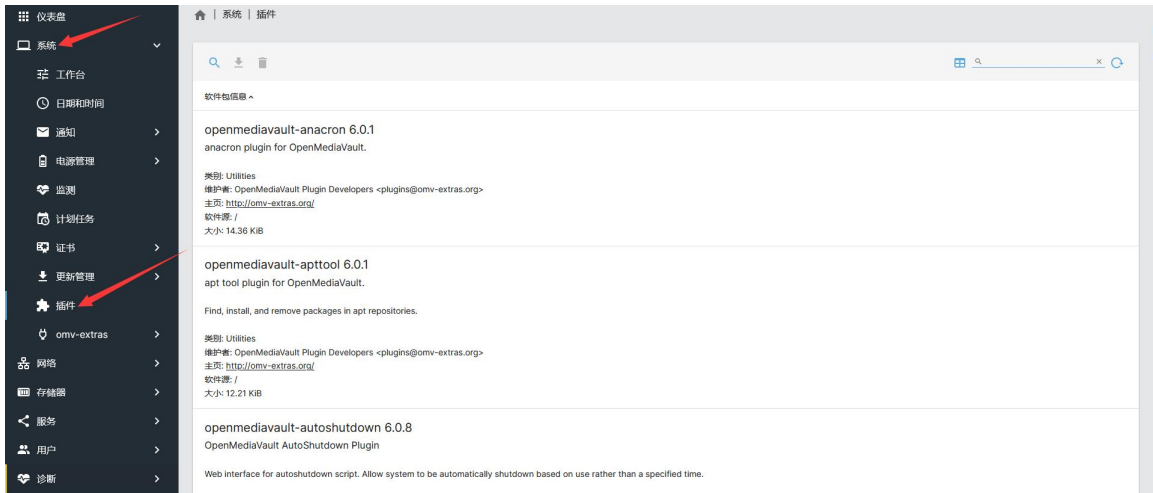 仪表盘
系统
工作台
日期和时间
通知
电源管理
监测
计划任务
证书
更新管理
插件
omv-extras
网络
存储器
服务
用户
诊断
| 系统 | 插件
软件包信息
openmediavault-anacron 6.0.1
anacron plugin for OpenMediaVault.
类别: Utilities
维护者: OpenMediaVault Plugin Developers <plugins@omv-extras.org>
主页: http://omv-extras.org/
软件源: /
大小: 14.36 KiB
openmediavault-apttool 6.0.1
apt tool plugin for OpenMediaVault.
Find, install, and remove packages in apt repositories.
类别: Utilities
维护者: OpenMediaVault Plugin Developers <plugins@omv-extras.org>
主页: http://omv-extras.org/
软件源: /
大小: 12.21 KiB
openmediavault-autoshutdown 6.0.8
OpenMediaVault AutoShutdown Plugin
Web interface for autoshutdown script. Allow system to be automatically shutdown based on use rather than a specified time.